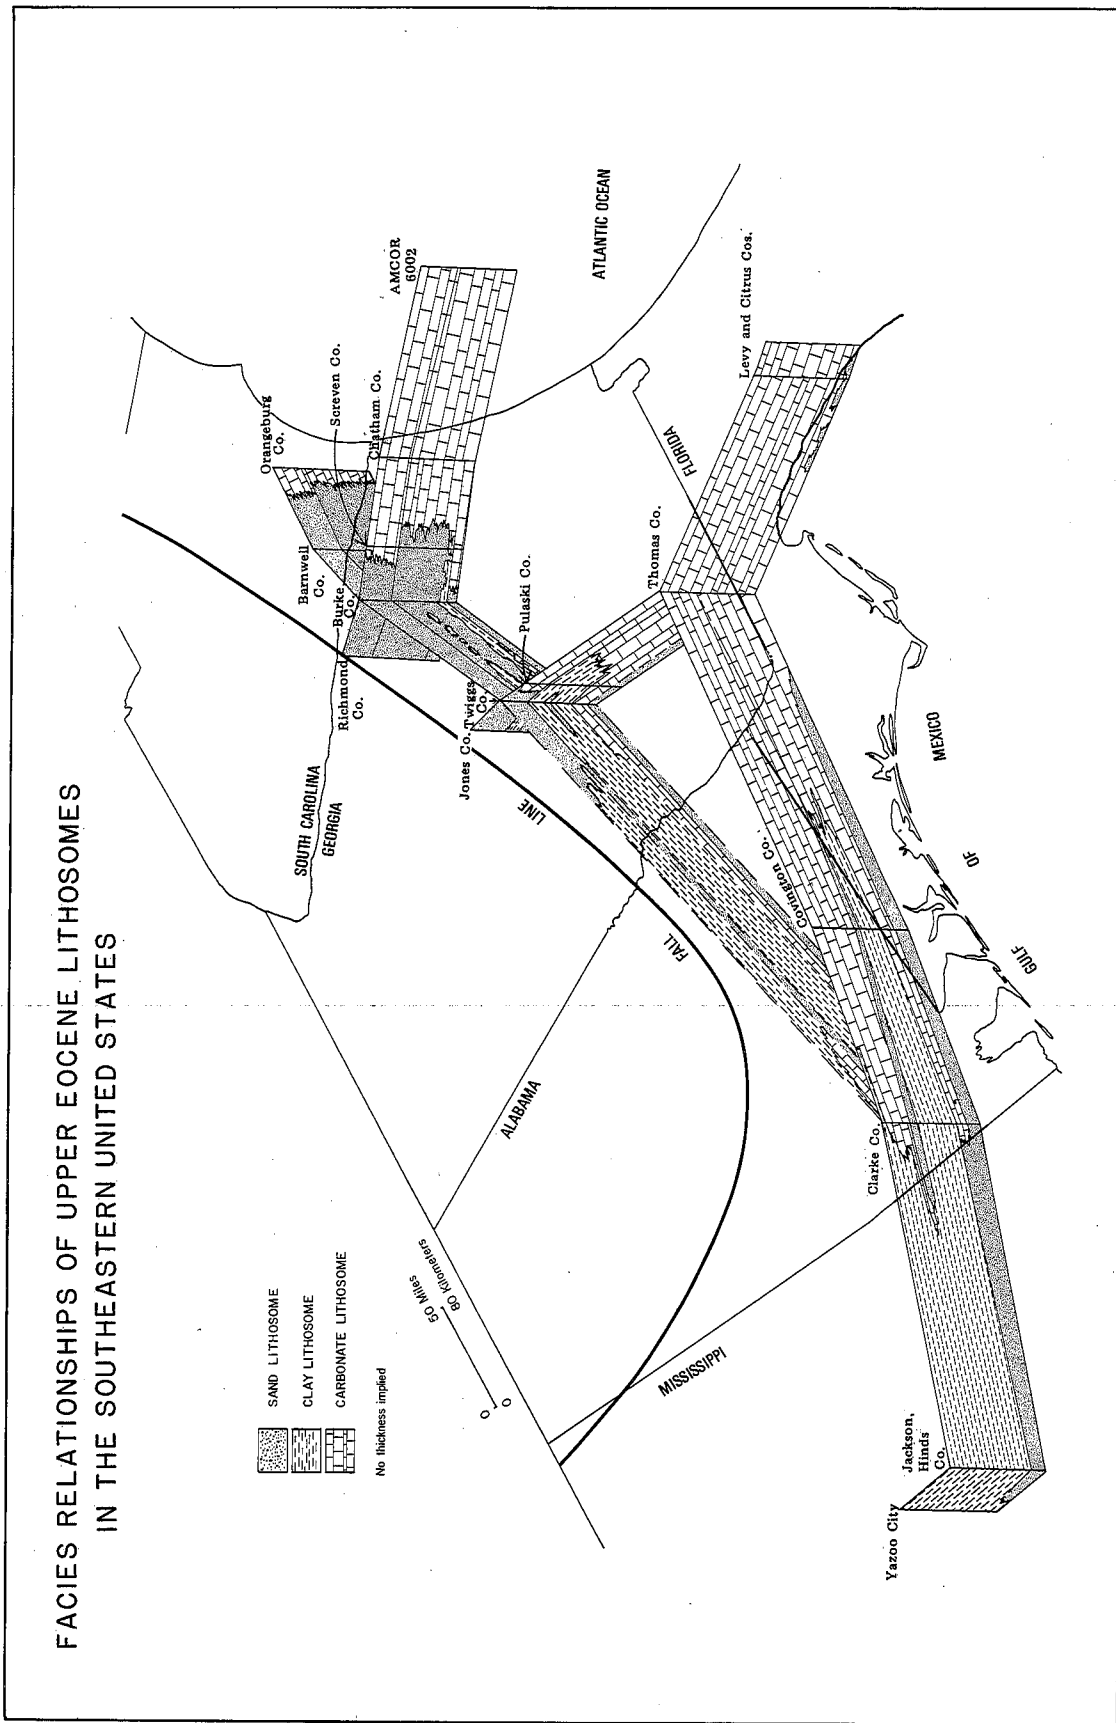 FACIES RELATIONSHIPS OF UPPER EOCENE LITHOSOMES
IN THE SOUTHEASTERN UNITED STATES
SAND LITHOSOME
CLAY LITHOSOME
CARBONATE LITHOSOME
No thickness implied
0
50 Miles
0
80 Kilometers
SOUTH CAROLINA
GEORGIA
ALABAMA
MISSISSIPPI
FLORIDA
FALL
LINE
ATLANTIC OCEAN
GULF
OF
MEXICO
Orangeburg
Co.
Screven Co.
Chatham Co.
AMCOR
6002
Barnwell
Co.
Burke
Co.
Richmond
Co.
Jones Co.
Twiggs
Co.
Pulaski Co.
Thomas Co.
Levy and Citrus Cos.
Covington Co.
Clarke Co.
Jackson,
Hinds
Co.
Yazoo City